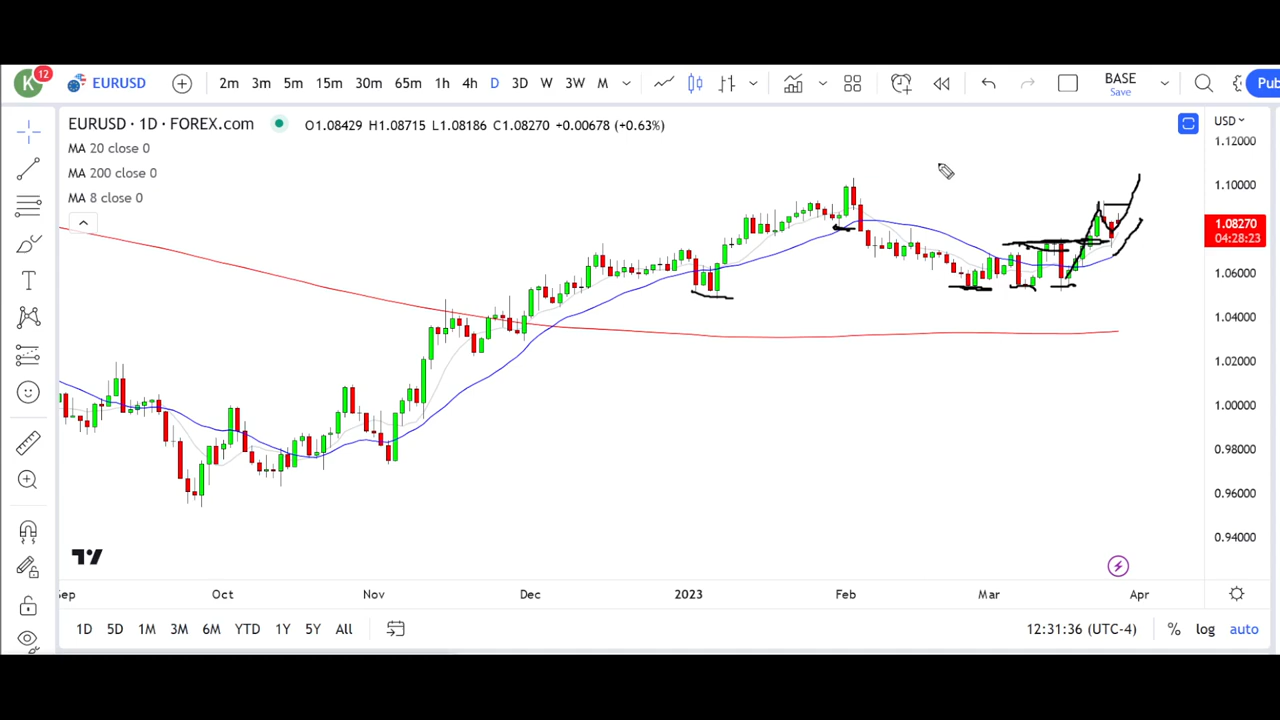 K 12 EURUSD 2m 3m 5m 15m 30m 65m 1h 4h D 3D W 3W M BASE Save Pub
EURUSD · 1D · FOREX.com O1.08429 H1.08715 L1.08186 C1.08270 +0.00678 (+0.63%) USD
MA 20 close 0
MA 200 close 0
MA 8 close 0
1.12000
1.10000
1.08270
04:28:23
1.06000
1.04000
1.02000
1.00000
0.98000
0.96000
0.94000
Sep Oct Nov Dec 2023 Feb Mar Apr
1D 5D 1M 3M 6M YTD 1Y 5Y All 12:31:36 (UTC-4) % log auto